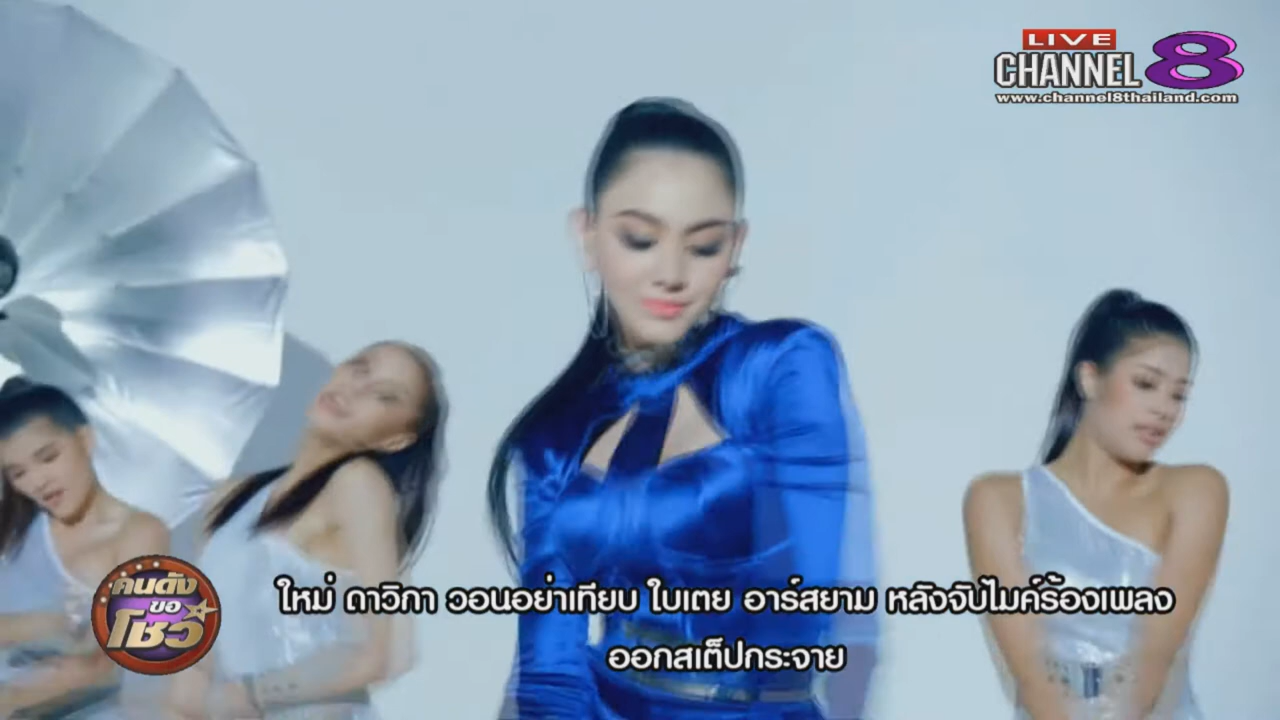 LIVE
CHANNEL 8
www.channel8thailand.com
คนดัง
ขอ
โชว์
ใหม่ ดาวิกา วอนอย่าเทียบ ใบเตย อาร์สยาม หลังจับไมค์ร้องเพลง
ออกสเต็ปกระจาย